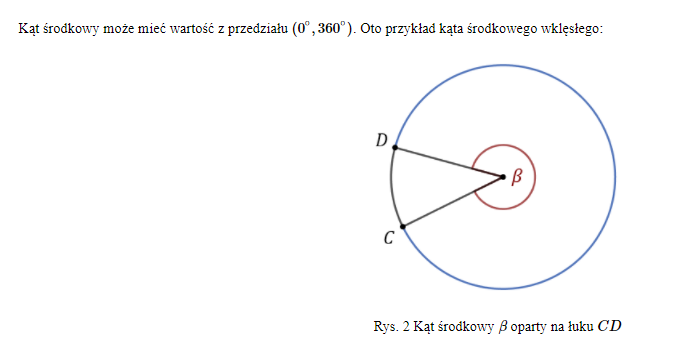 Kąt środkowy może mieć wartość z przedziału (0°, 360°). Oto przykład kąta środkowego wklęsłego:
D
β
C
Rys. 2 Kąt środkowy β oparty na łuku CD